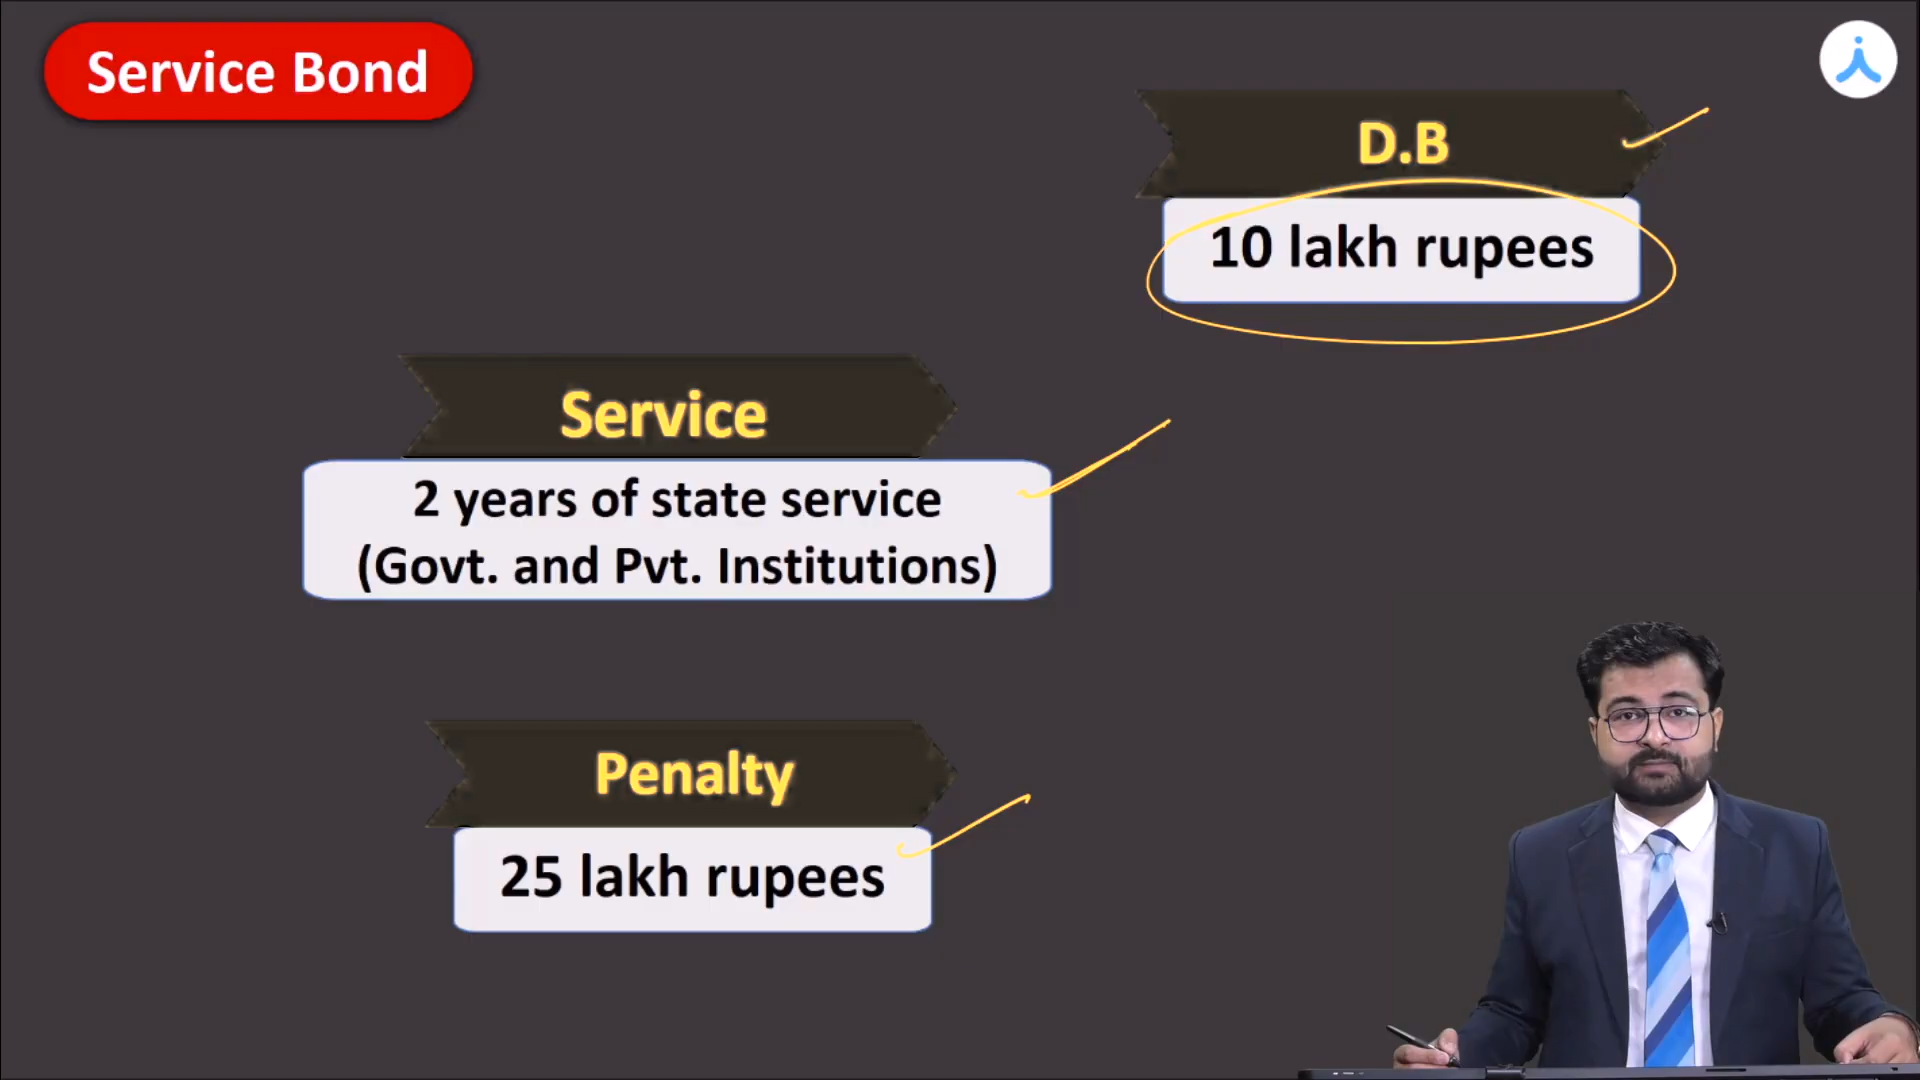 Service Bond
D.B
10 lakh rupees
Service
2 years of state service
(Govt. and Pvt. Institutions)
Penalty
25 lakh rupees